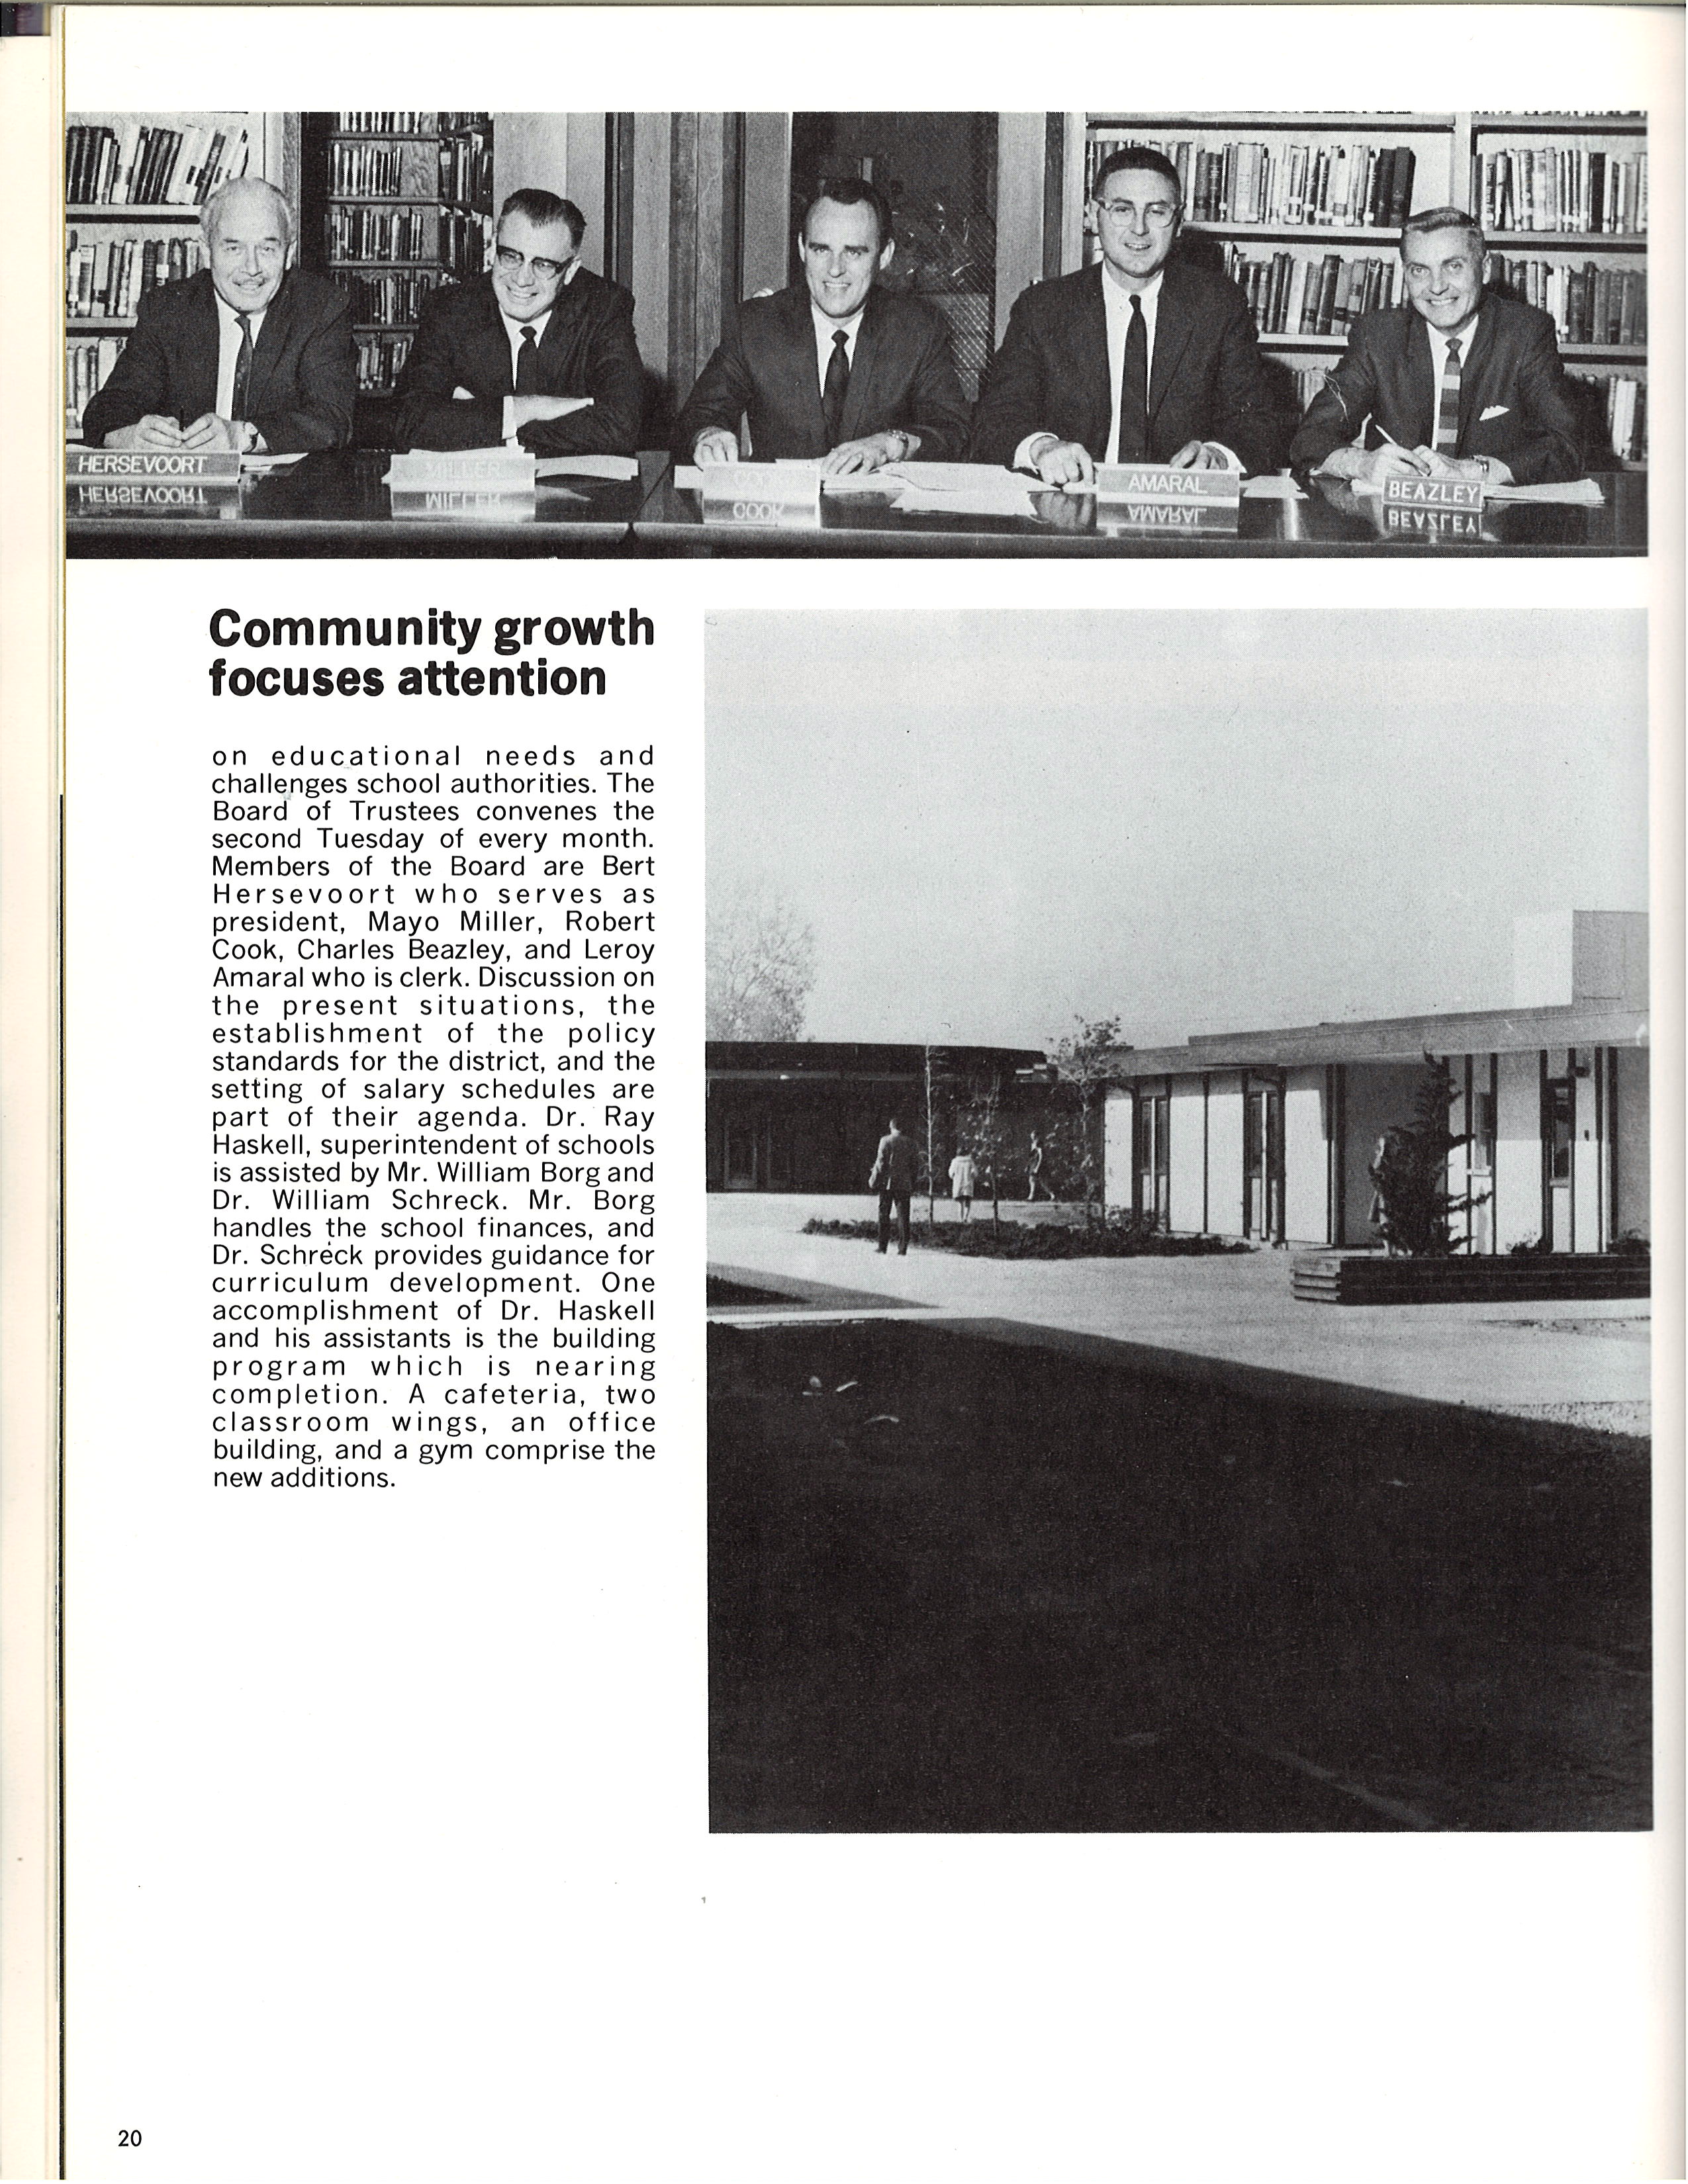 HERSEVOORT
MILLER
COOK
AMARAL
BEAZLEY
Community growth
focuses attention
on educational needs and
challenges school authorities. The
Board of Trustees convenes the
second Tuesday of every month.
Members of the Board are Bert
Hersevoort who serves as
president, Mayo Miller, Robert
Cook, Charles Beazley, and Leroy
Amaral who is clerk. Discussion on
the present situations, the
establishment of the policy
standards for the district, and the
setting of salary schedules are
part of their agenda. Dr. Ray
Haskell, superintendent of schools
is assisted by Mr. William Borg and
Dr. William Schreck. Mr. Borg
handles the school finances, and
Dr. Schreck provides guidance for
curriculum development. One
accomplishment of Dr. Haskell
and his assistants is the building
program which is nearing
completion. A cafeteria, two
classroom wings, an office
building, and a gym comprise the
new additions.
20